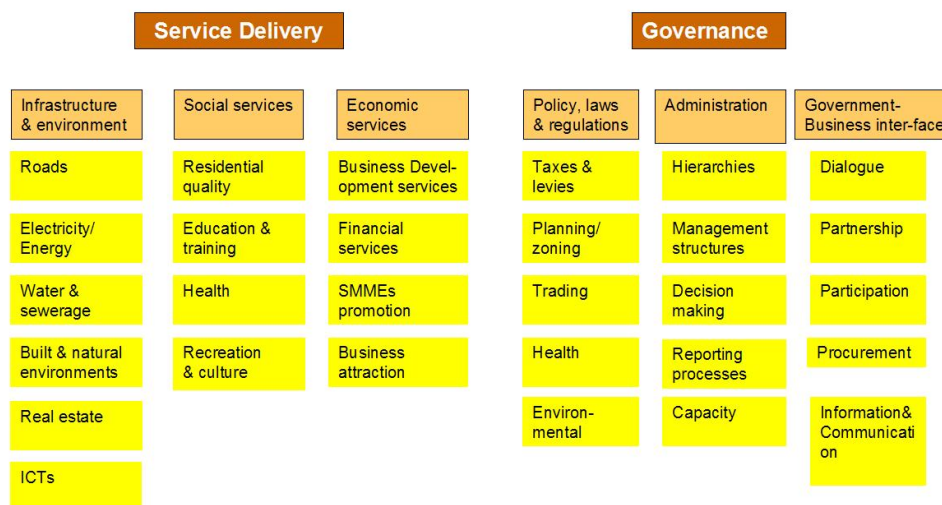 Service Delivery
Governance
Infrastructure
& environment
Social services
Economic
services
Policy, laws
& regulations
Administration
Government-
Business inter-face
Roads
Residential
quality
Business Devel-
opment services
Taxes &
levies
Hierarchies
Dialogue
Electricity/
Energy
Education &
training
Financial
services
Planning/
zoning
Management
structures
Partnership
Water &
sewerage
Health
SMMEs
promotion
Trading
Decision
making
Participation
Built & natural
environments
Recreation
& culture
Business
attraction
Health
Reporting
processes
Procurement
Real estate
Environ-
mental
Capacity
Information&
Communicati
on
ICTs